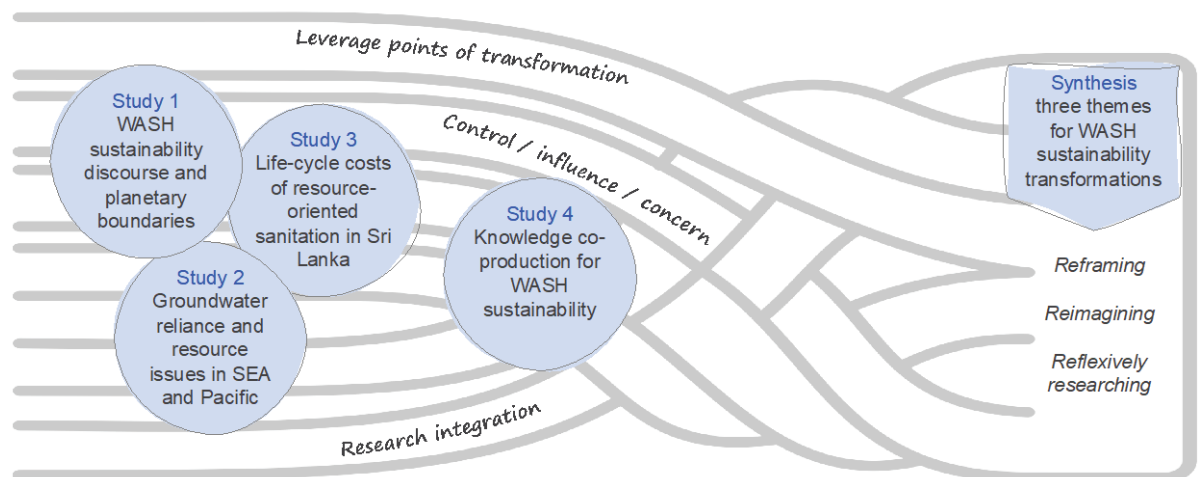 Leverage points of transformation
Study 1
WASH
sustainability
discourse and
planetary
boundaries
Study 3
Life-cycle costs
of resource-
oriented
sanitation in Sri
Lanka
Control / influence / concern
Study 2
Groundwater
reliance and
resource
issues in SEA
and Pacific
Study 4
Knowledge co-
production for
WASH
sustainability
Research integration
Synthesis
three themes
for WASH
sustainability
transformations
Reframing
Reimagining
Reflexively
researching